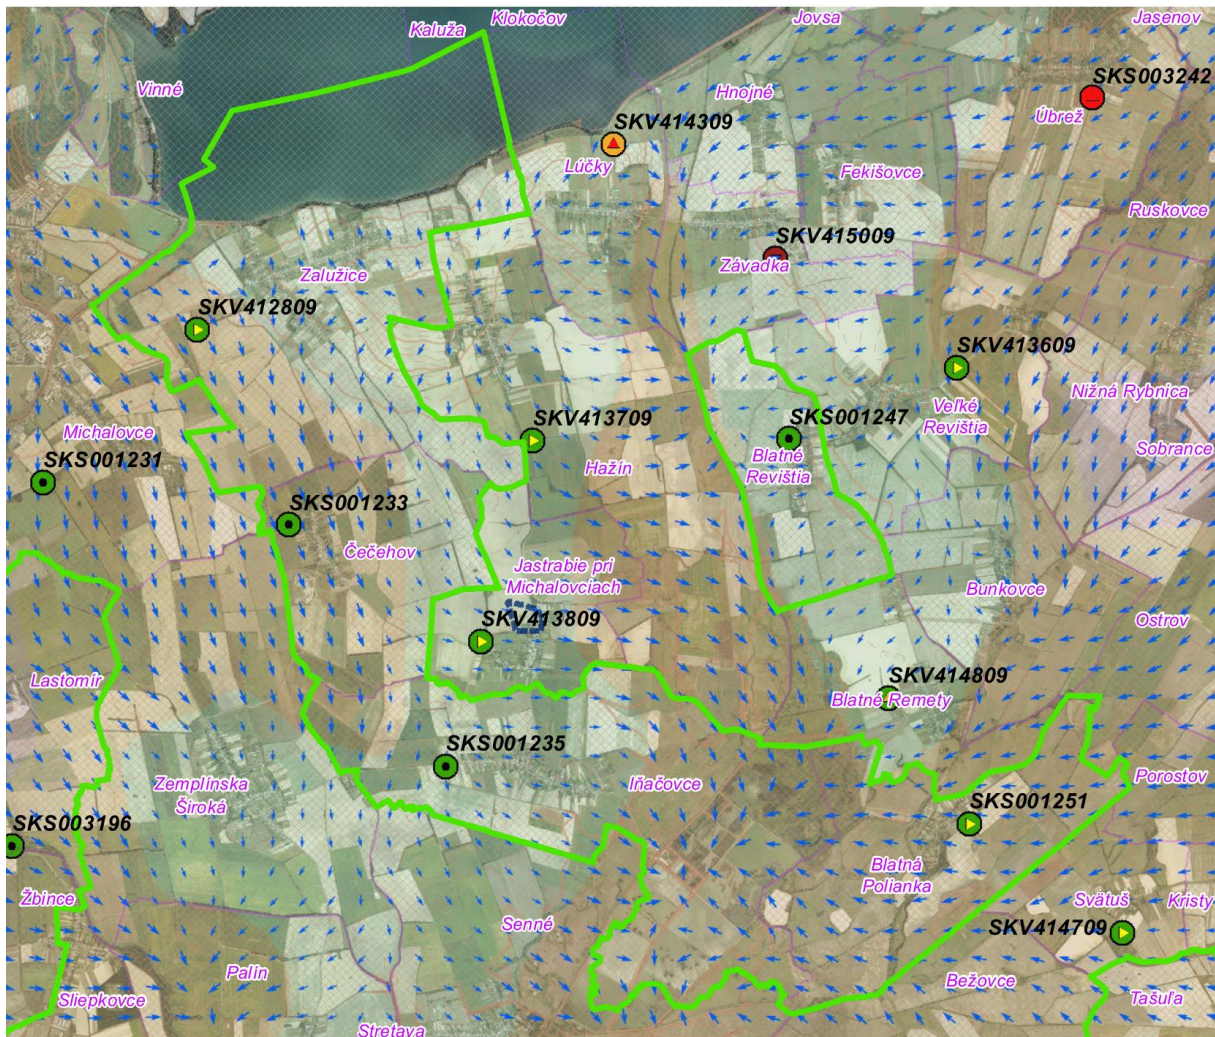 Klokočov
Kaluža
Jovsa
Jasenov
SKS003242
Vinné
Hnojné
Úbrež
SKV414309
Lúčky
Fekišovce
Ruskovce
SKV415009
Závadka
Zalužice
SKV412809
SKV413609
Nižná Rybnica
Veľké
Revištia
SKV413709
SKS001247
Michalovce
SKS001231
Blatné
Revištia
Sobrance
Hažín
SKS001233
Čečehov
Jastrabie pri
Michalovciach
Bunkovce
SKV413809
Ostrov
Lastomír
SKV414809
Blatné Remety
SKS001235
Zemplínska
Široká
Iňačovce
Porostov
SKS001251
SKS003196
Blatná
Polianka
Žbince
Svätuš
Kristy
Senné
SKV414709
Palín
Bežovce
Sliepkovce
Tašuľa
Stretava